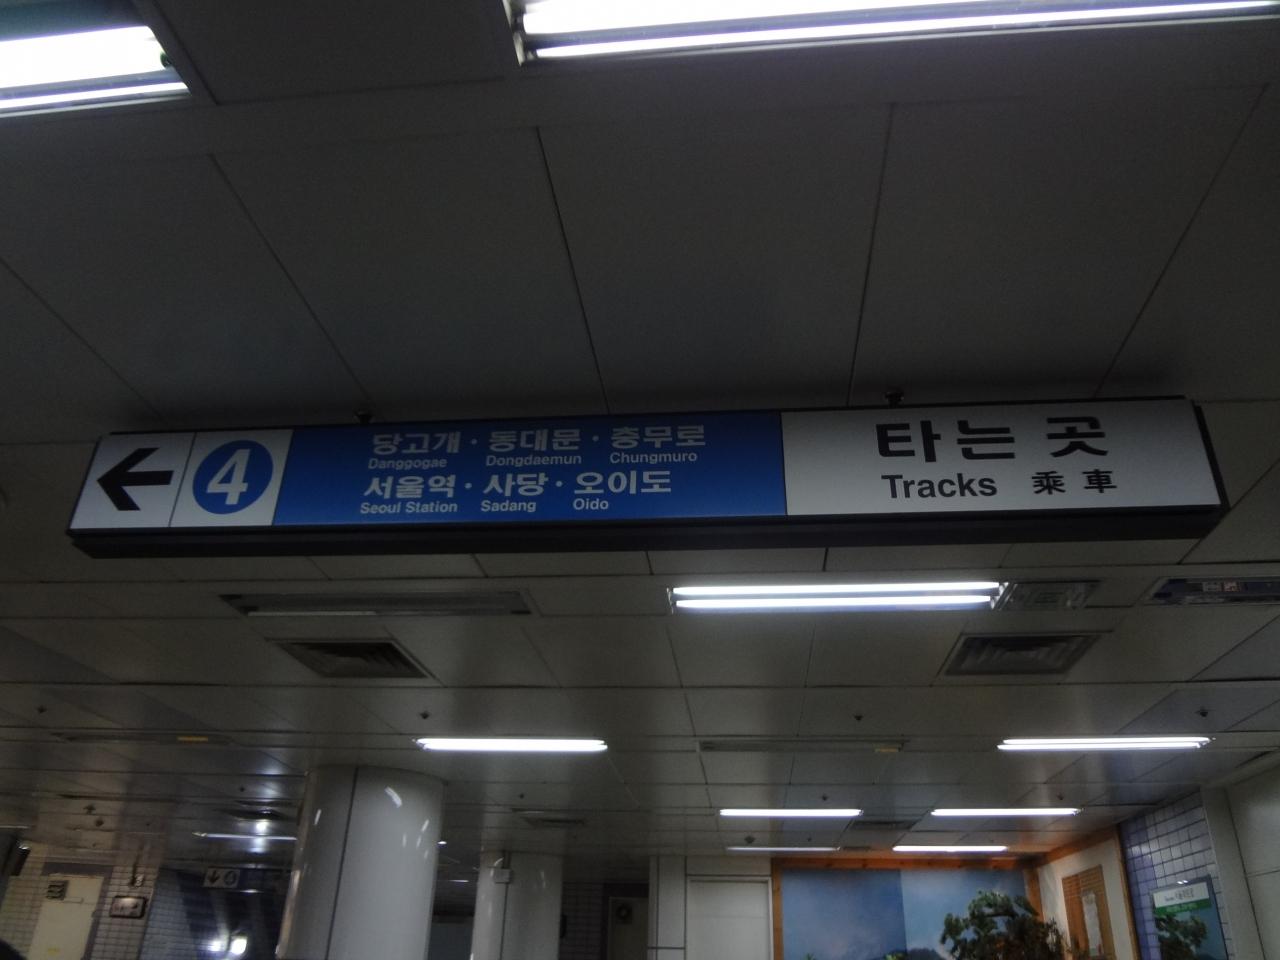 4
당고개 · 동대문 · 충무로
Danggogae Dongdaemun Chungmuro
서울역 · 사당 · 오이도
Seoul Station Sadang Oido
타는 곳
Tracks 乘車
4